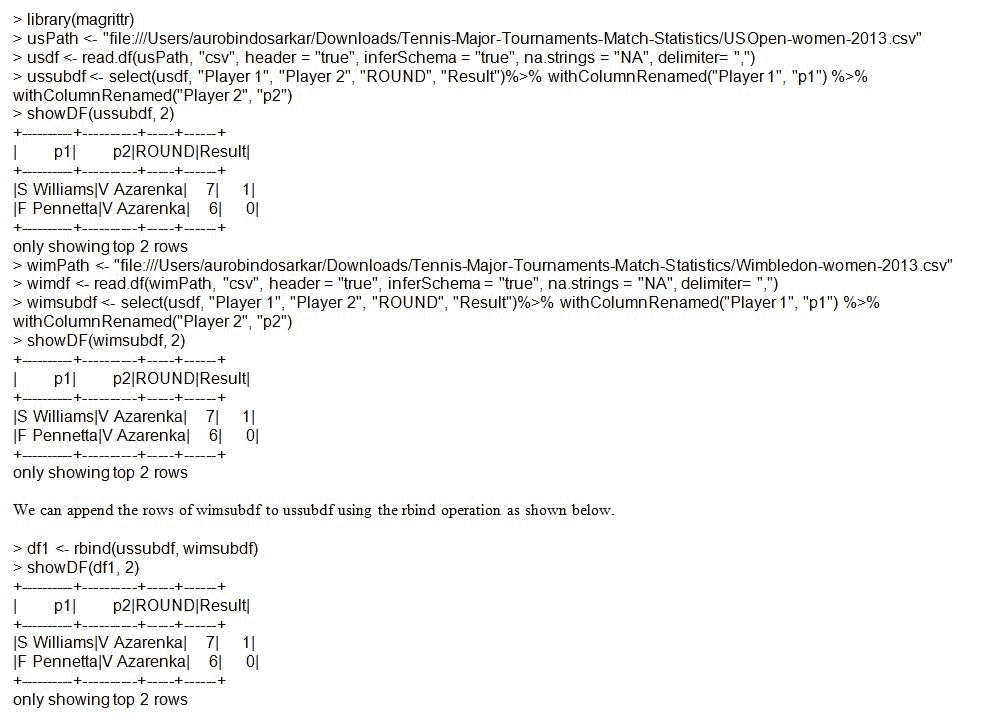 > library(magrittr)
> usPath <- "file:///Users/aurobindosarkar/Downloads/Tennis-Major-Tournaments-Match-Statistics/USOpen-women-2013.csv"
> usdf <- read.df(usPath, "csv", header = "true", inferSchema = "true", na.strings = "NA", delimiter= ",")
> ussubdf <- select(usdf, "Player 1", "Player 2", "ROUND", "Result")%>% withColumnRenamed("Player 1", "p1") %>%
withColumnRenamed("Player 2", "p2")
> showDF(ussubdf, 2)
+----------+----------+-----+------+
|        p1|        p2|ROUND|Result|
+----------+----------+-----+------+
|S Williams|V Azarenka|    7|     1|
|F Pennetta|V Azarenka|    6|     0|
+----------+----------+-----+------+
only showing top 2 rows
> wimPath <- "file:///Users/aurobindosarkar/Downloads/Tennis-Major-Tournaments-Match-Statistics/Wimbledon-women-2013.csv"
> wimdf <- read.df(wimPath, "csv", header = "true", inferSchema = "true", na.strings = "NA", delimiter= ",")
> wimsubdf <- select(usdf, "Player 1", "Player 2", "ROUND", "Result")%>% withColumnRenamed("Player 1", "p1") %>%
withColumnRenamed("Player 2", "p2")
> showDF(wimsubdf, 2)
+----------+----------+-----+------+
|        p1|        p2|ROUND|Result|
+----------+----------+-----+------+
|S Williams|V Azarenka|    7|     1|
|F Pennetta|V Azarenka|    6|     0|
+----------+----------+-----+------+
only showing top 2 rows
We can append the rows of wimsubdf to ussubdf using the rbind operation as shown below.
> df1 <- rbind(ussubdf, wimsubdf)
> showDF(df1, 2)
+----------+----------+-----+------+
|        p1|        p2|ROUND|Result|
+----------+----------+-----+------+
|S Williams|V Azarenka|    7|     1|
|F Pennetta|V Azarenka|    6|     0|
+----------+----------+-----+------+
only showing top 2 rows